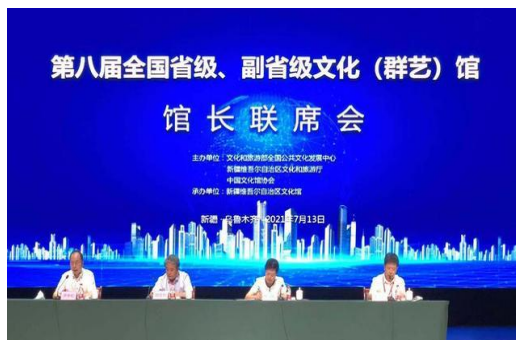 第八届全国省级、副省级文化（群艺）馆
馆长联席会
主办单位：文化和旅游部全国公共文化发展中心
新疆维吾尔自治区文化和旅游厅
中国文化馆协会
承办单位：新疆维吾尔自治区文化馆
新疆·乌鲁木齐 2021年7月13日